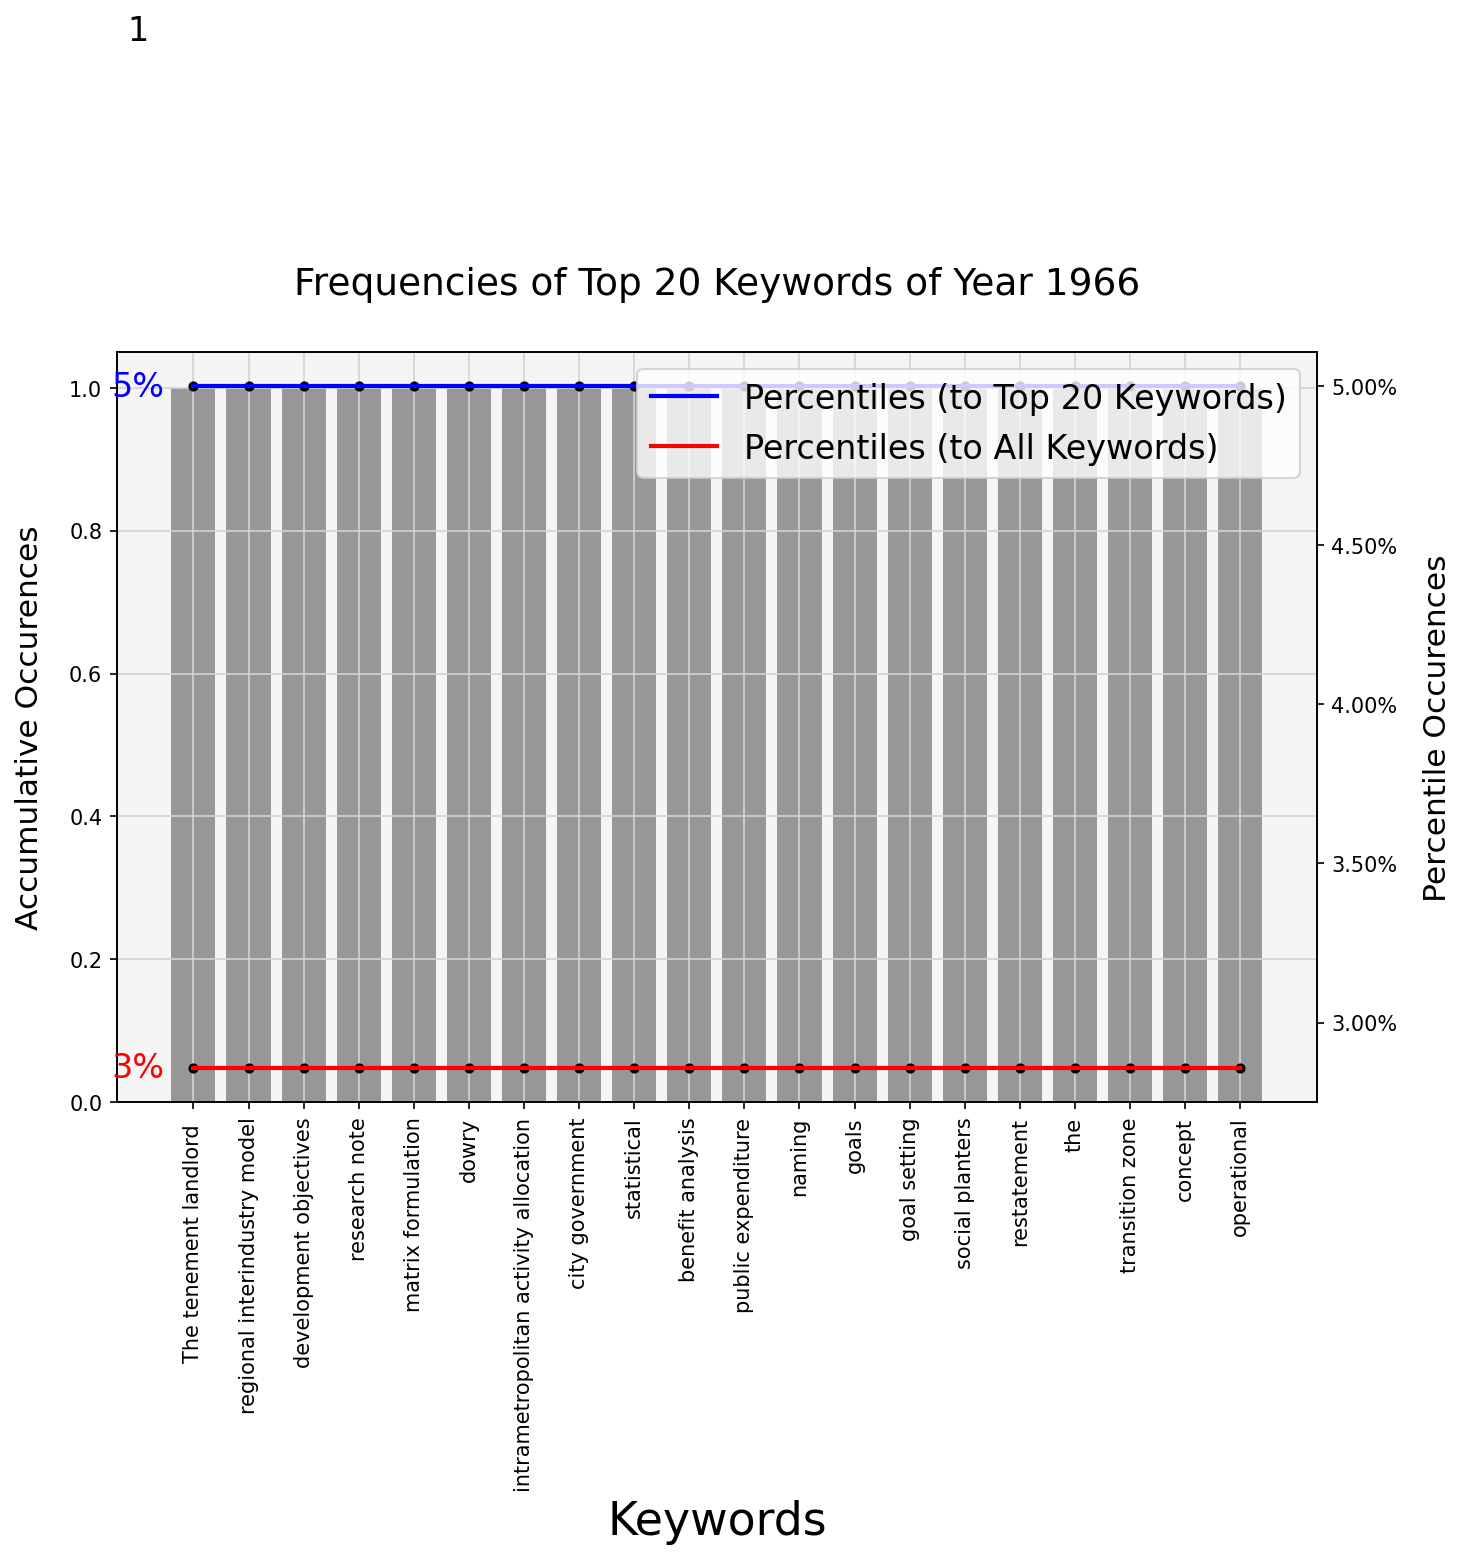 1
Frequencies of Top 20 Keywords of Year 1966
5%
3%
Percentiles (to Top 20 Keywords)
Percentiles (to All Keywords)
Accumulative Occurences
1.0
0.8
0.6
0.4
0.2
0.0
5.00%
4.50%
4.00%
3.50%
3.00%
Percentile Occurences
The tenement landlord
regional interindustry model
development objectives
research note
matrix formulation
dowry
intrametropolitan activity allocation
city government
statistical
benefit analysis
public expenditure
naming
goals
goal setting
social planters
restatement
the
transition zone
concept
operational
Keywords